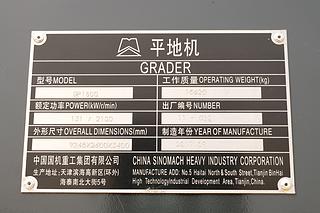 平地机
GRADER
型号MODEL
工作质量OPERATING WEIGHT(kg)
额定功率POWER(kW/r/min)
出厂编号NUMBER
外形尺寸OVERALL DIMENSIONS(mm)
制造年份YEAR OF MANUFACTURE
中国国机重工集团有限公司
CHINA SINOMACH HEAVY INDUSTRY CORPORATION
生产地址:天津滨海高新区(环外)
海泰南北大街5号
MANUFACTURE ADD: No.5 Haitai North & South Street, Tianjin BinHai
High Technology Industrial Development Area, Tianjin, China.